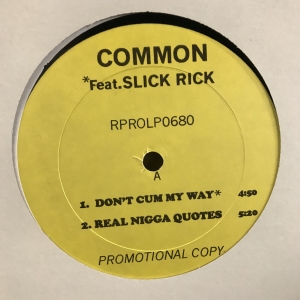 COMMON
*Feat.SLICK RICK
RPROLP0680
A
1. DON'T CUM MY WAY* 4:50
2. REAL NIGGA QUOTES 5:20
PROMOTIONAL COPY